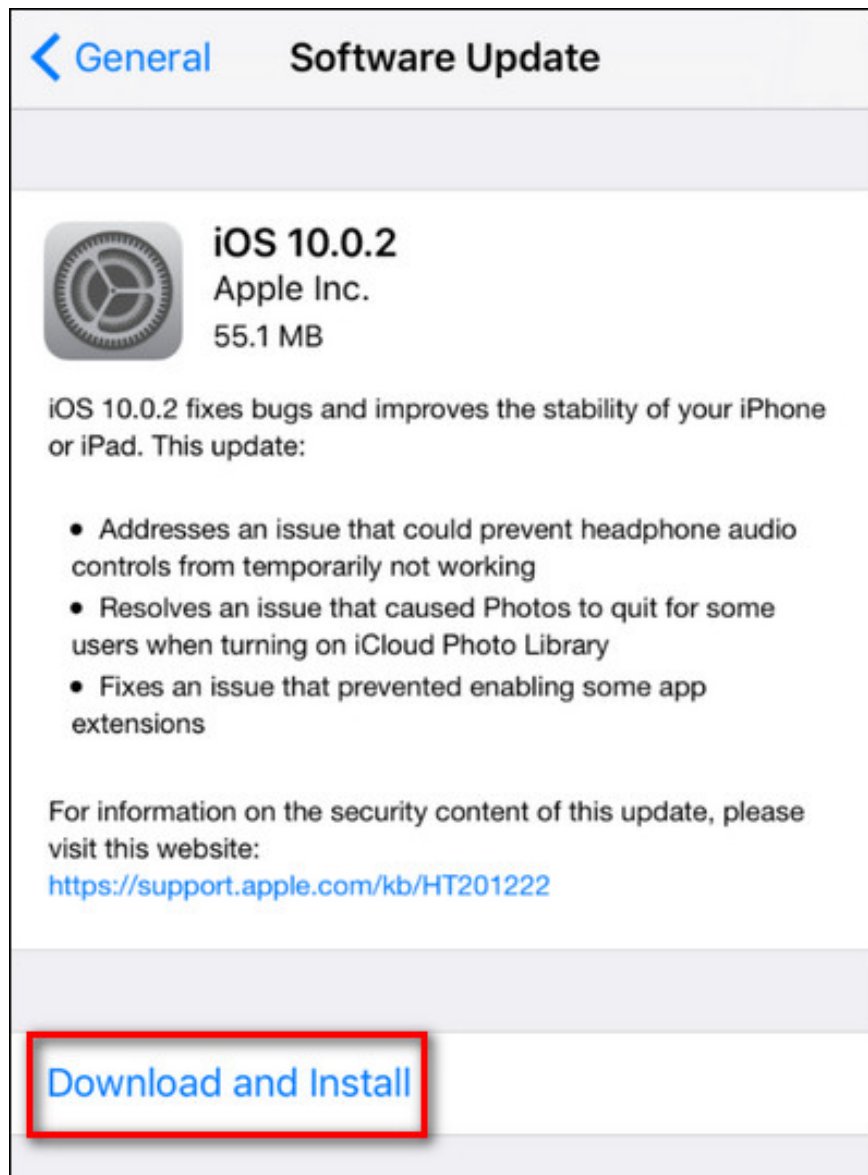 General
Software Update
iOS 10.0.2
Apple Inc.
55.1 MB
iOS 10.0.2 fixes bugs and improves the stability of your iPhone
or iPad. This update:
• Addresses an issue that could prevent headphone audio
controls from temporarily not working
• Resolves an issue that caused Photos to quit for some
users when turning on iCloud Photo Library
• Fixes an issue that prevented enabling some app
extensions
For information on the security content of this update, please
visit this website:
https://support.apple.com/kb/HT201222
Download and Install